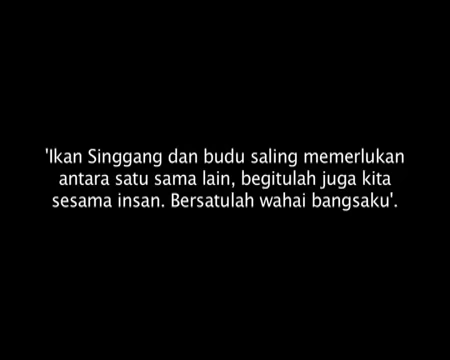 'Ikan Singgang dan budu saling memerlukan
antara satu sama lain, begitulah juga kita
sesama insan. Bersatulah wahai bangsaku'.